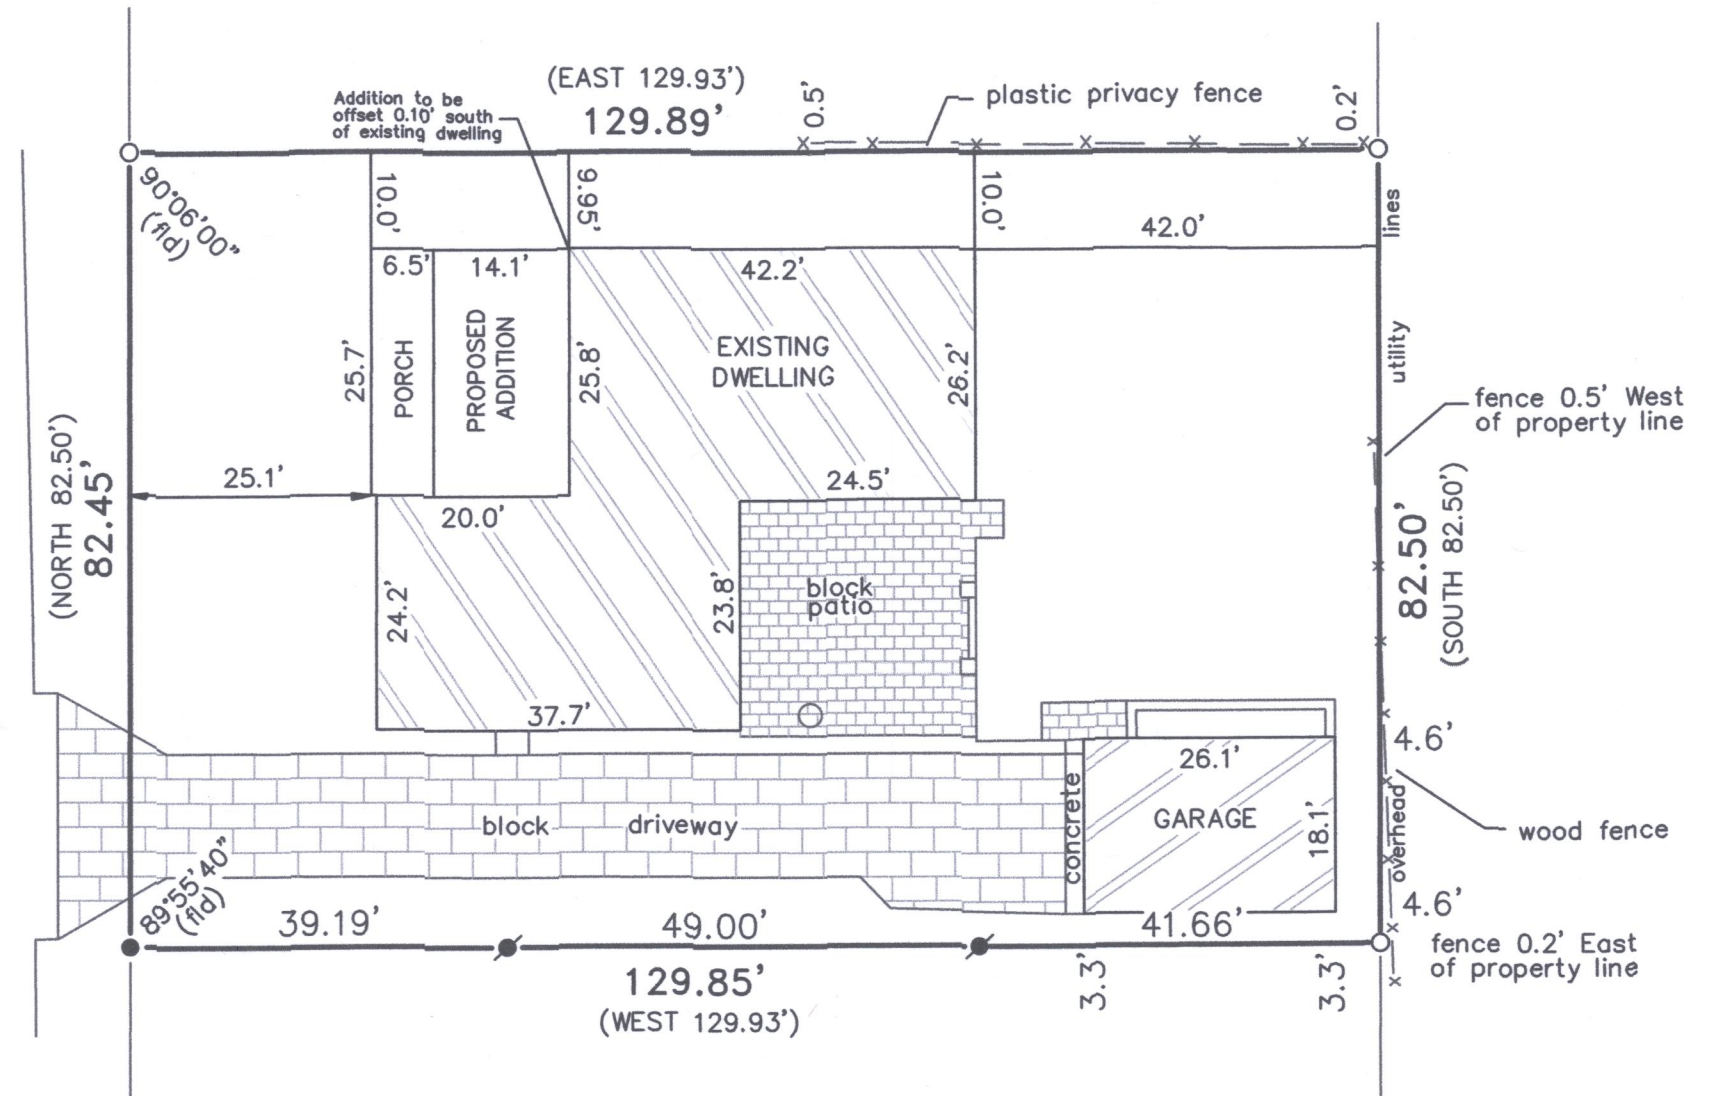 (EAST 129.93')
129.89'
Addition to be
offset 0.10' south
of existing dwelling
0.5'
plastic privacy fence
0.2'
90°06'00"
(fld)
10.0'
9.95'
10.0'
42.0'
lines
6.5'
14.1'
42.2'
25.7'
PORCH
PROPOSED
ADDITION
25.8'
EXISTING
DWELLING
26.2'
utility
fence 0.5' West
of property line
(NORTH 82.50')
82.45'
25.1'
20.0'
24.5'
82.50'
(SOUTH 82.50')
24.2'
23.8'
block
patio
37.7'
4.6'
26.1'
block driveway
concrete
GARAGE
18.1'
overhead
wood fence
89°55'40"
(fld)
39.19'
49.00'
41.66'
4.6'
fence 0.2' East
of property line
129.85'
(WEST 129.93')
3.3'
3.3'